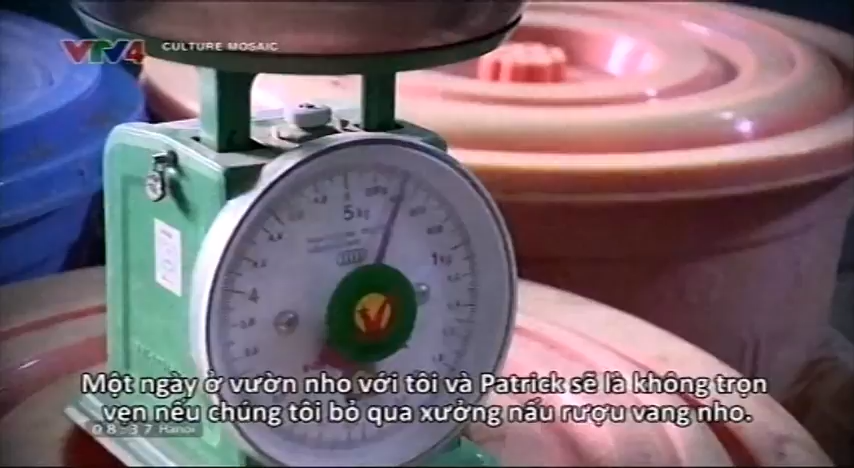 VTV4
CULTURE MOSAIC
5kg
1kg
4
Một ngày ở vườn nho với tôi và Patrick sẽ là không trọn
vẹn nếu chúng tôi bỏ qua xưởng nấu rượu vang nho.
08:37 Hanoi